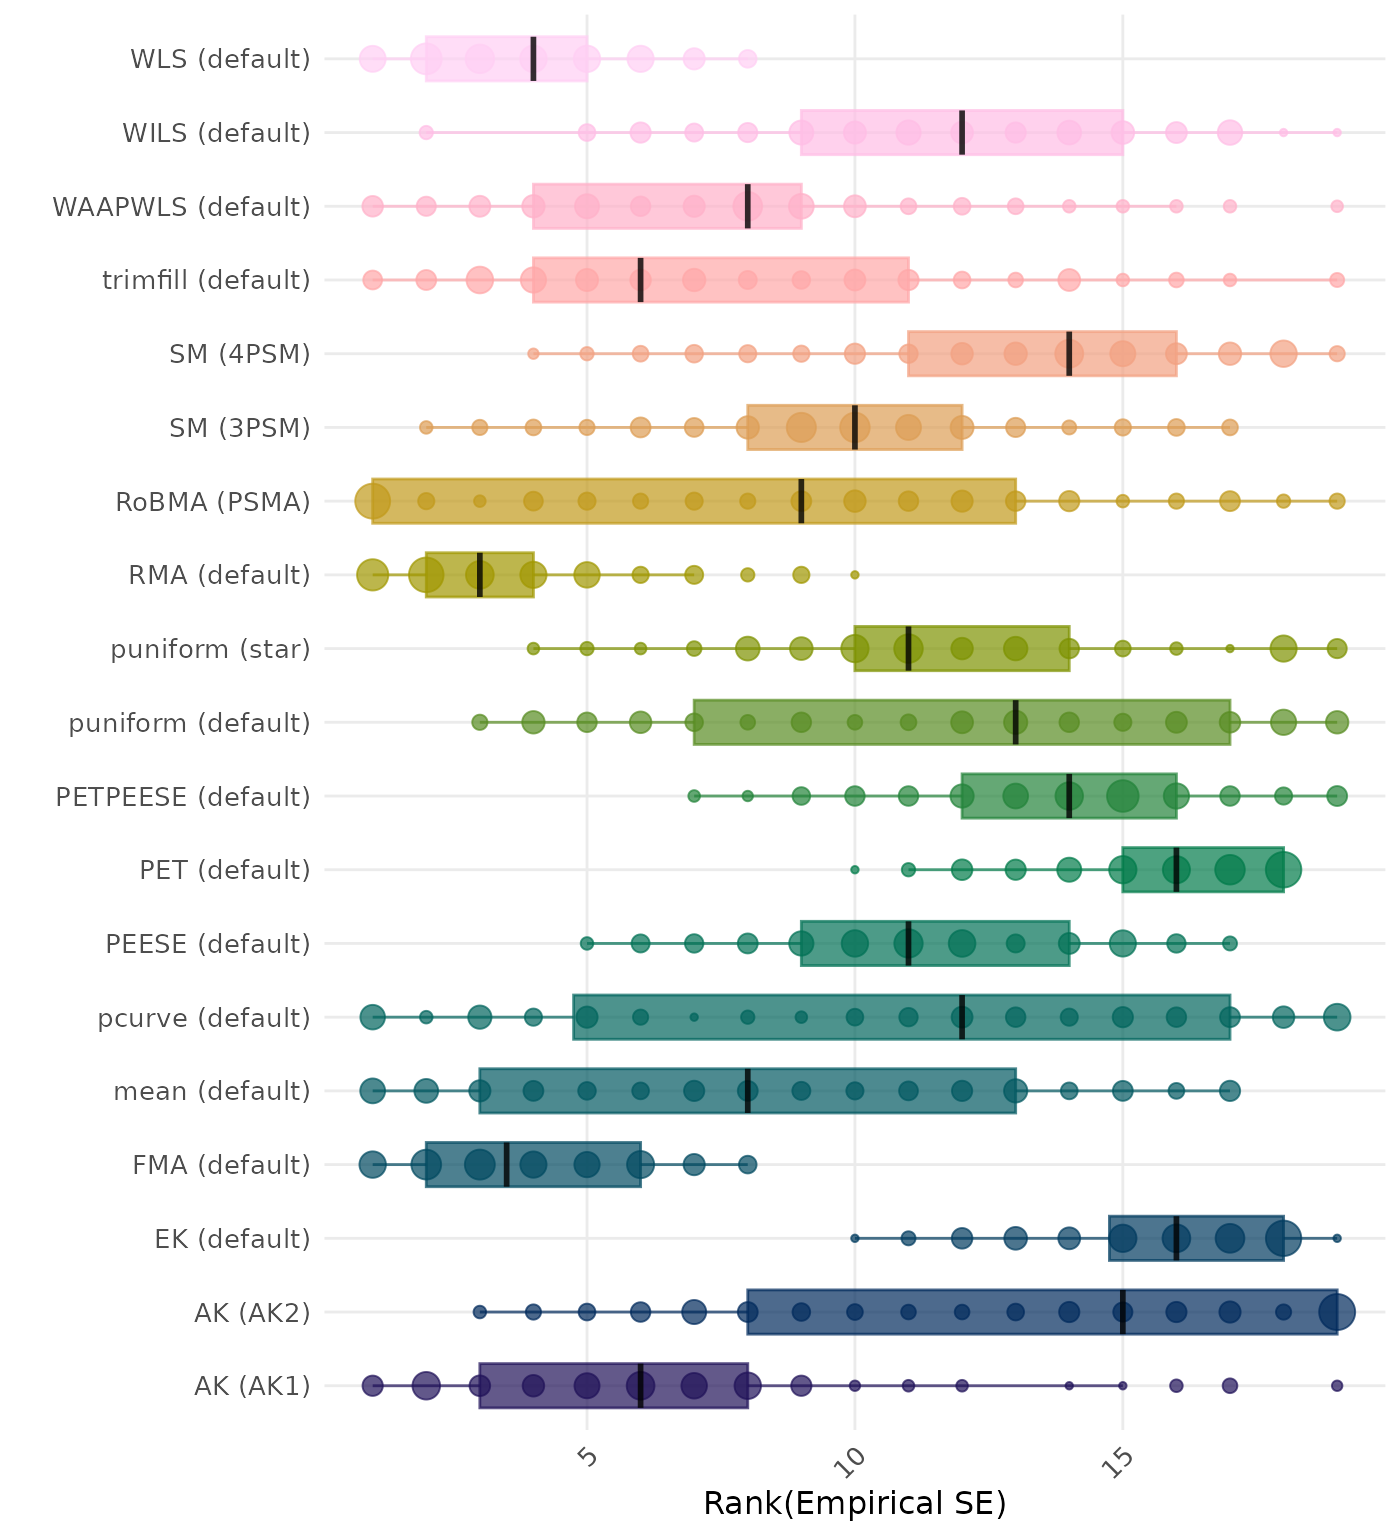 WLS (default)
WILS (default)
WAAPWLS (default)
trimfill (default)
SM (4PSM)
SM (3PSM)
RoBMA (PSMA)
RMA (default)
puniform (star)
puniform (default)
PETPEESE (default)
PET (default)
PEESE (default)
pcurve (default)
mean (default)
FMA (default)
EK (default)
AK (AK2)
AK (AK1)
5 10 15
Rank(Empirical SE)